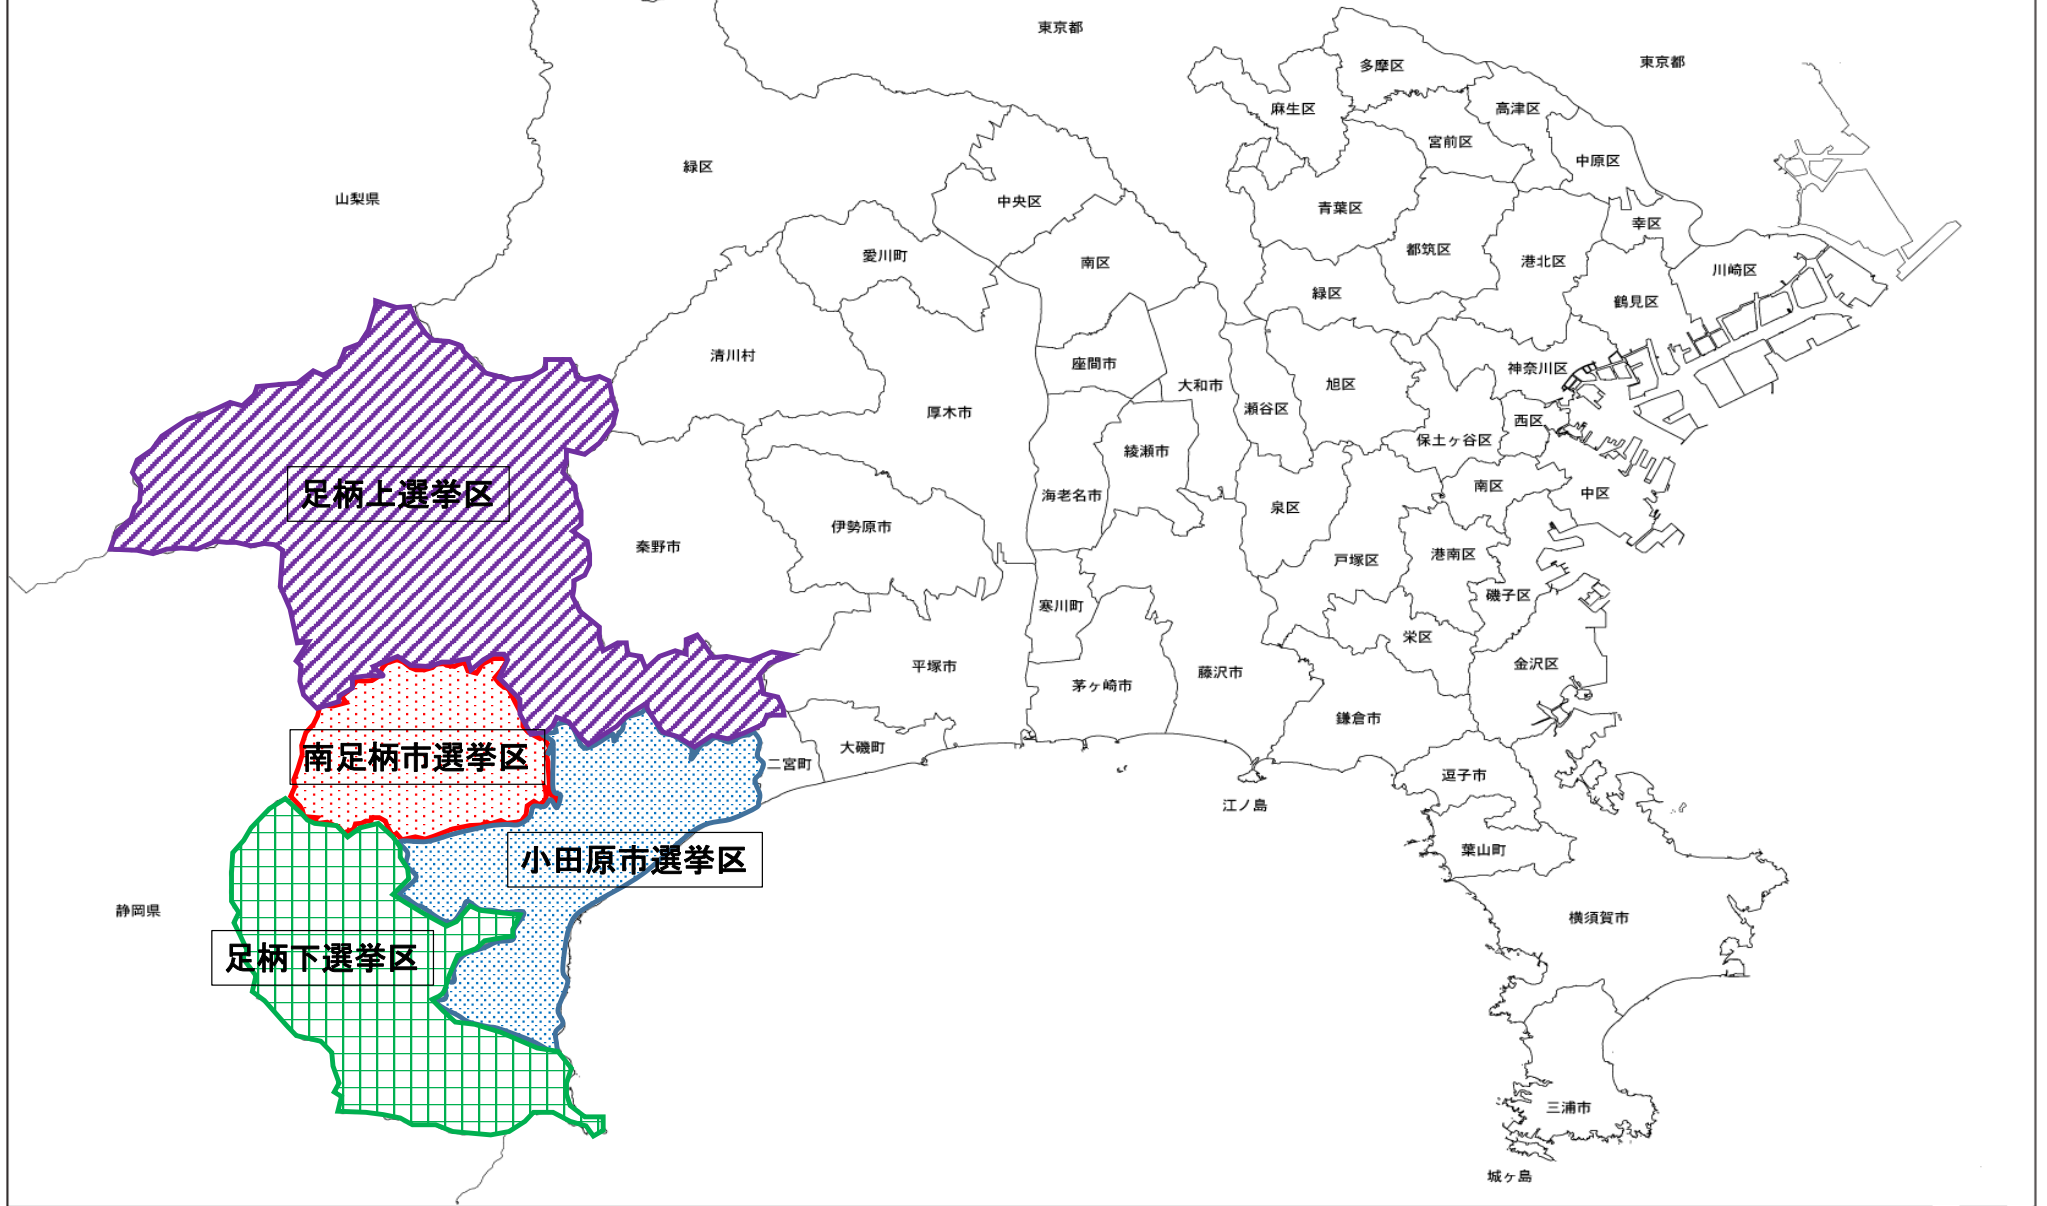 東京都
東京都
多摩区
麻生区
高津区
宮前区
中原区
緑区
山梨県
中央区
青葉区
幸区
愛川町
南区
都筑区
港北区
川崎区
緑区
鶴見区
清川村
座間市
神奈川区
大和市
旭区
厚木市
瀬谷区
西区
保土ヶ谷区
綾瀬市
足柄上選挙区
海老名市
南区
中区
泉区
伊勢原市
秦野市
港南区
戸塚区
磯子区
寒川町
栄区
平塚市
藤沢市
金沢区
茅ヶ崎市
鎌倉市
大磯町
南足柄市選挙区
二宮町
逗子市
江ノ島
葉山町
小田原市選挙区
静岡県
横須賀市
足柄下選挙区
三浦市
城ヶ島